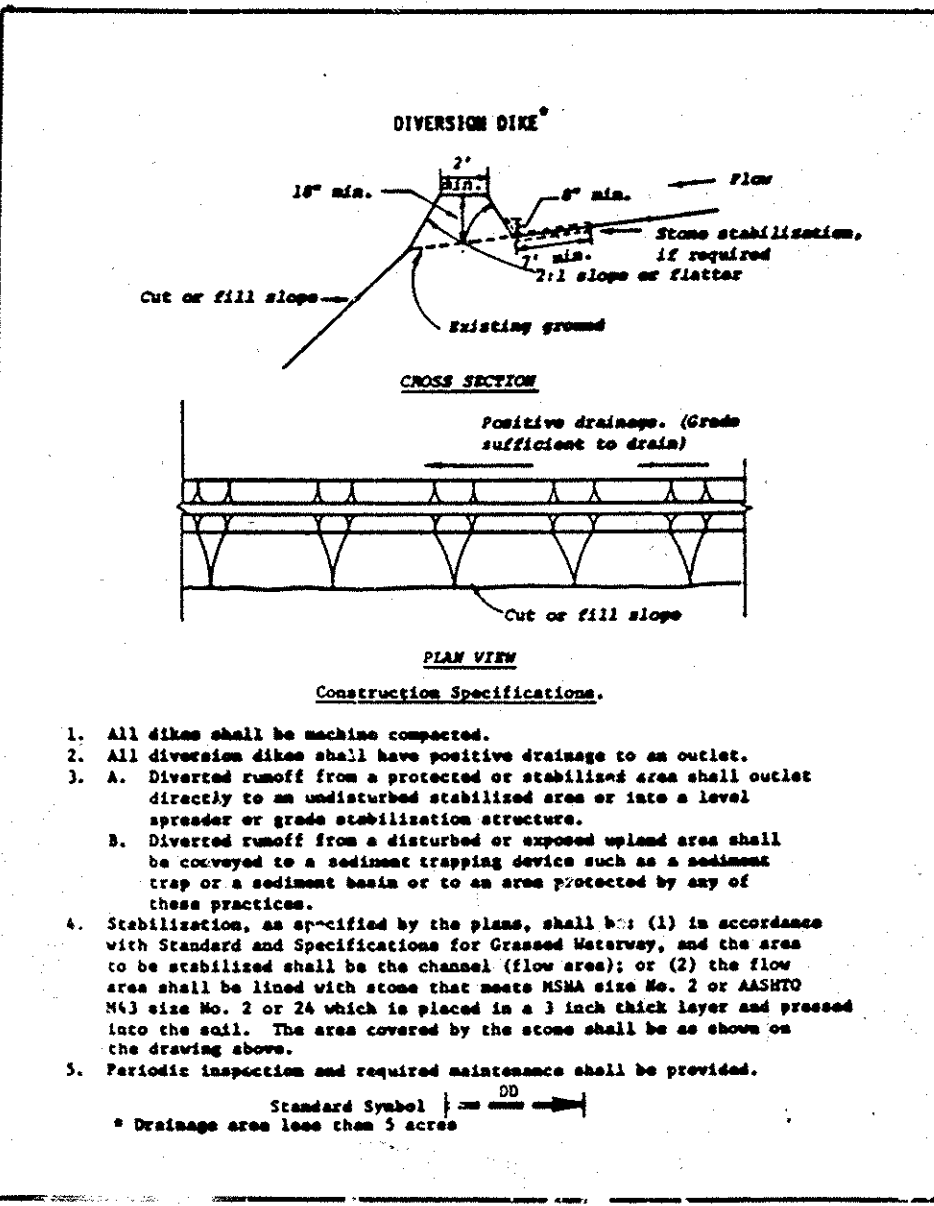 DIVERSION DIKE*
2'
min.
18" min.
8" min.
Flow
Stone stabilization,
if required
7' min.
2:1 slope or flatter
Cut or fill slope
Existing ground
CROSS SECTION
Positive drainage. (Grade
sufficient to drain)
Cut or fill slope
PLAN VIEW
Construction Specifications.
1. All dikes shall be machine compacted.
2. All diversion dikes shall have positive drainage to an outlet.
3. A. Diverted runoff from a protected or stabilized area shall outlet
directly to an undisturbed stabilized area or into a level
spreader or grade stabilization structure.
B. Diverted runoff from a disturbed or exposed upland area shall
be conveyed to a sediment trapping device such as a sediment
trap or a sediment basin or to an area protected by any of
these practices.
4. Stabilization, as specified by the plans, shall be: (1) in accordance
with Standard and Specifications for Grassed Waterway, and the area
to be stabilized shall be the channel (flow area); or (2) the flow
area shall be lined with stone that meets MSHA size No. 2 or AASHTO
M43 size No. 2 or 24 which is placed in a 3 inch thick layer and pressed
into the soil. The area covered by the stone shall be as shown on
the drawing above.
5. Periodic inspection and required maintenance shall be provided.
DD
Standard Symbol
* Drainage area less than 5 acres